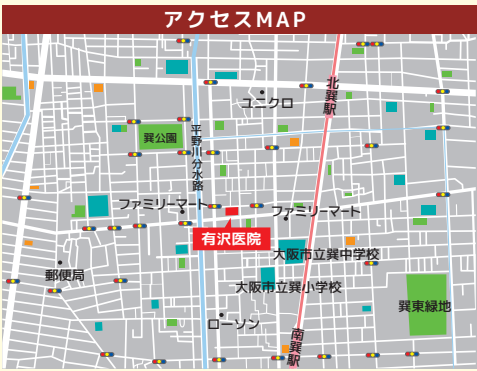 アクセスMAP
ユニクロ
北巽駅
巽公園
平野川分水路
ファミリーマート
ファミリーマート
有沢医院
大阪市立巽中学校
郵便局
大阪市立巽小学校
巽東緑地
ローソン
南巽駅